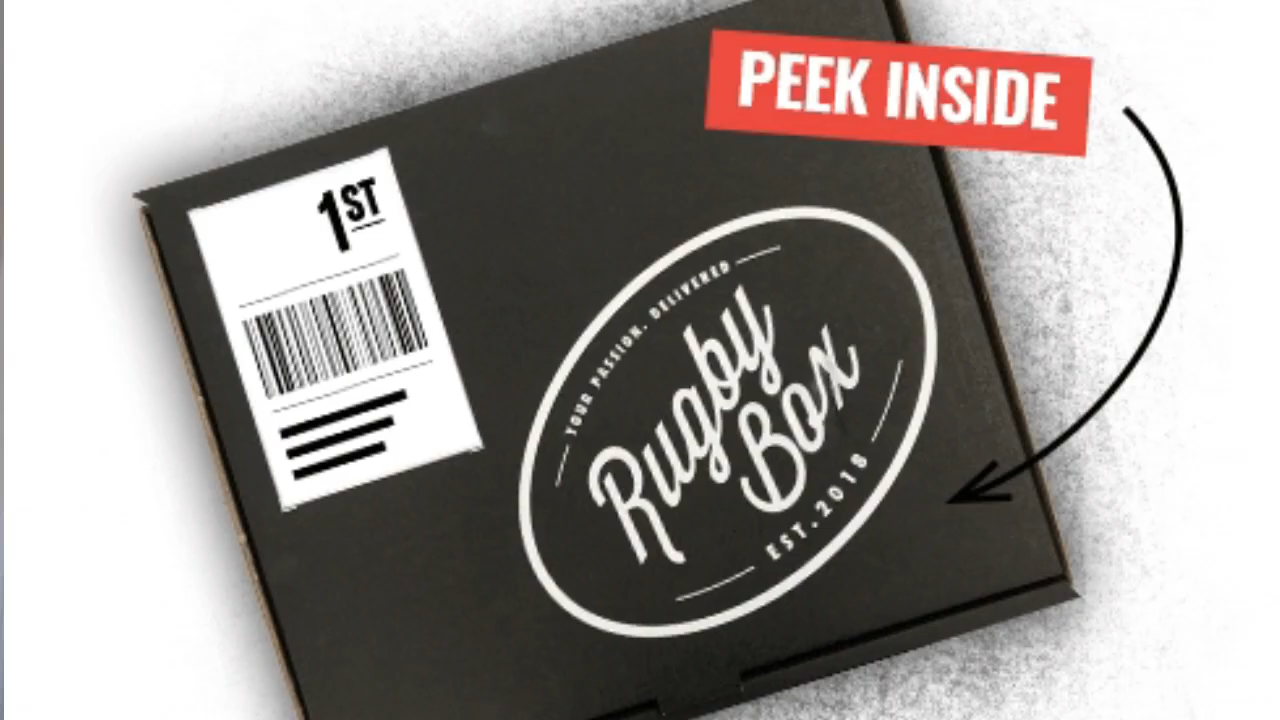 PEEK INSIDE
1ST
YOUR PASSION. DELIVERED
Rugby
Box
EST. 2018